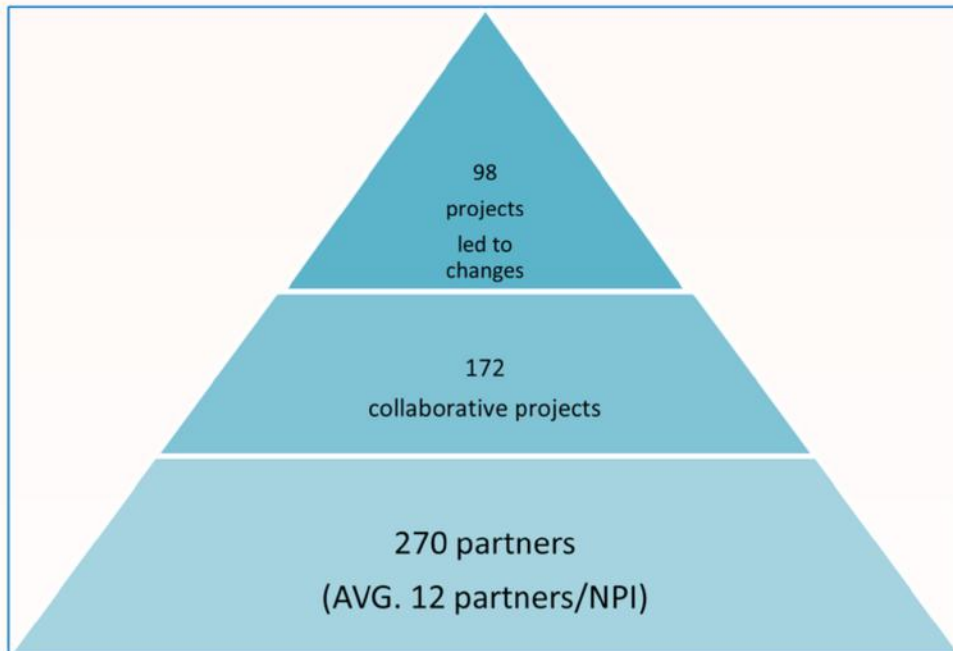 98
projects
led to
changes
172
collaborative projects
270 partners
(AVG. 12 partners/NPI)